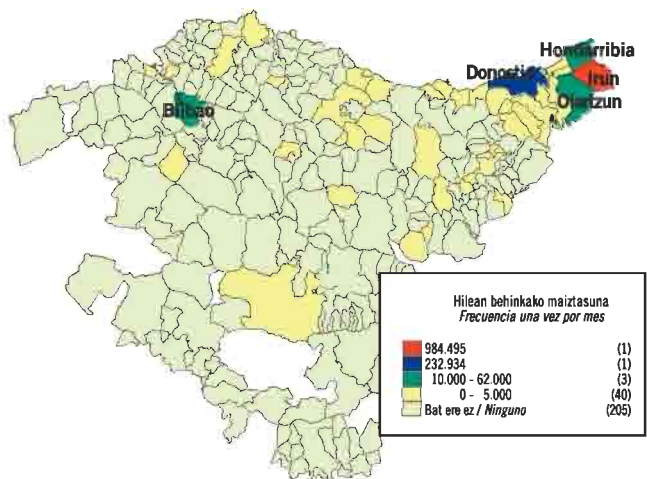 Hondarribia
Donostia
Irun
Oiartzun
Bilbao
Hilean behinkako maiztasuna
Frecuencia una vez por mes
984.495 (1)
232.934 (1)
10.000 - 62.000 (3)
0 - 5.000 (40)
Bat ere ez / Ninguno (205)